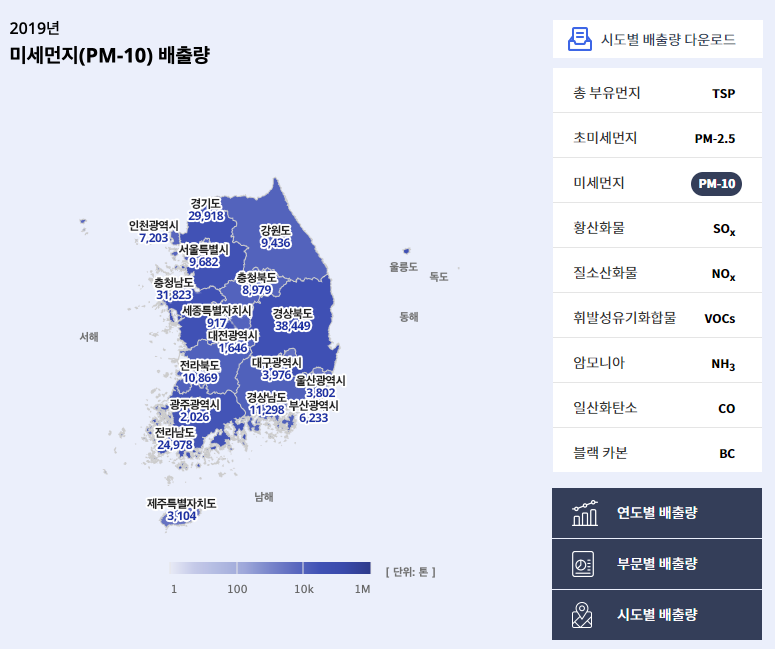 2019년
미세먼지(PM-10) 배출량
경기도
29,918
인천광역시
7,203
강원도
9,436
서울특별시
9,682
충청남도
31,823
충청북도
8,979
울릉도
독도
세종특별자치시
917
경상북도
38,449
동해
서해
대전광역시
1,646
전라북도
10,869
대구광역시
3,976
울산광역시
3,802
광주광역시
2,026
경상남도
11,298
부산광역시
6,233
전라남도
24,978
제주특별자치도
3,104
남해
[ 단위: 톤 ]
1 100 10k 1M
시도별 배출량 다운로드
총 부유먼지 TSP
초미세먼지 PM-2.5
미세먼지 PM-10
황산화물 SOx
질소산화물 NOx
휘발성유기화합물 VOCs
암모니아 NH3
일산화탄소 CO
블랙 카본 BC
연도별 배출량
부문별 배출량
시도별 배출량